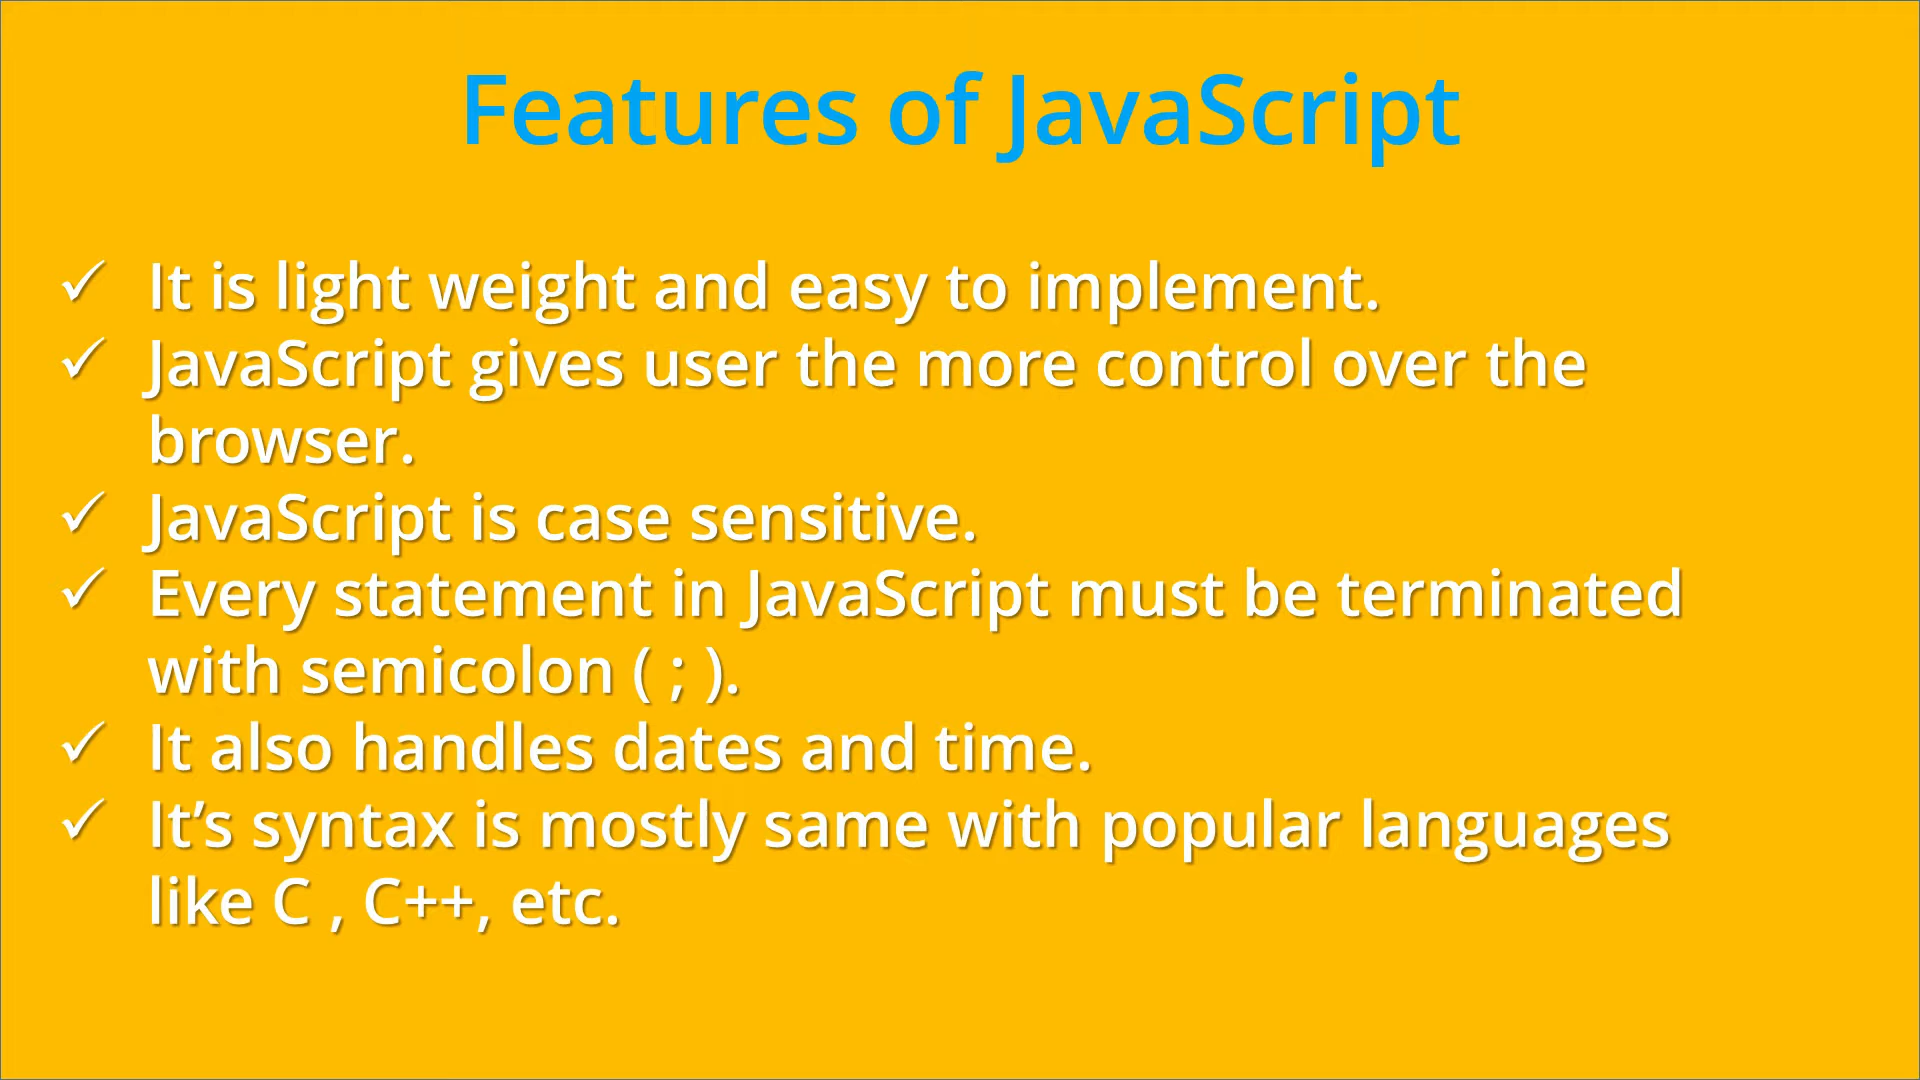 Features of JavaScript
✓ It is light weight and easy to implement.
✓ JavaScript gives user the more control over the
browser.
✓ JavaScript is case sensitive.
✓ Every statement in JavaScript must be terminated
with semicolon ( ; ).
✓ It also handles dates and time.
✓ It’s syntax is mostly same with popular languages
like C , C++, etc.